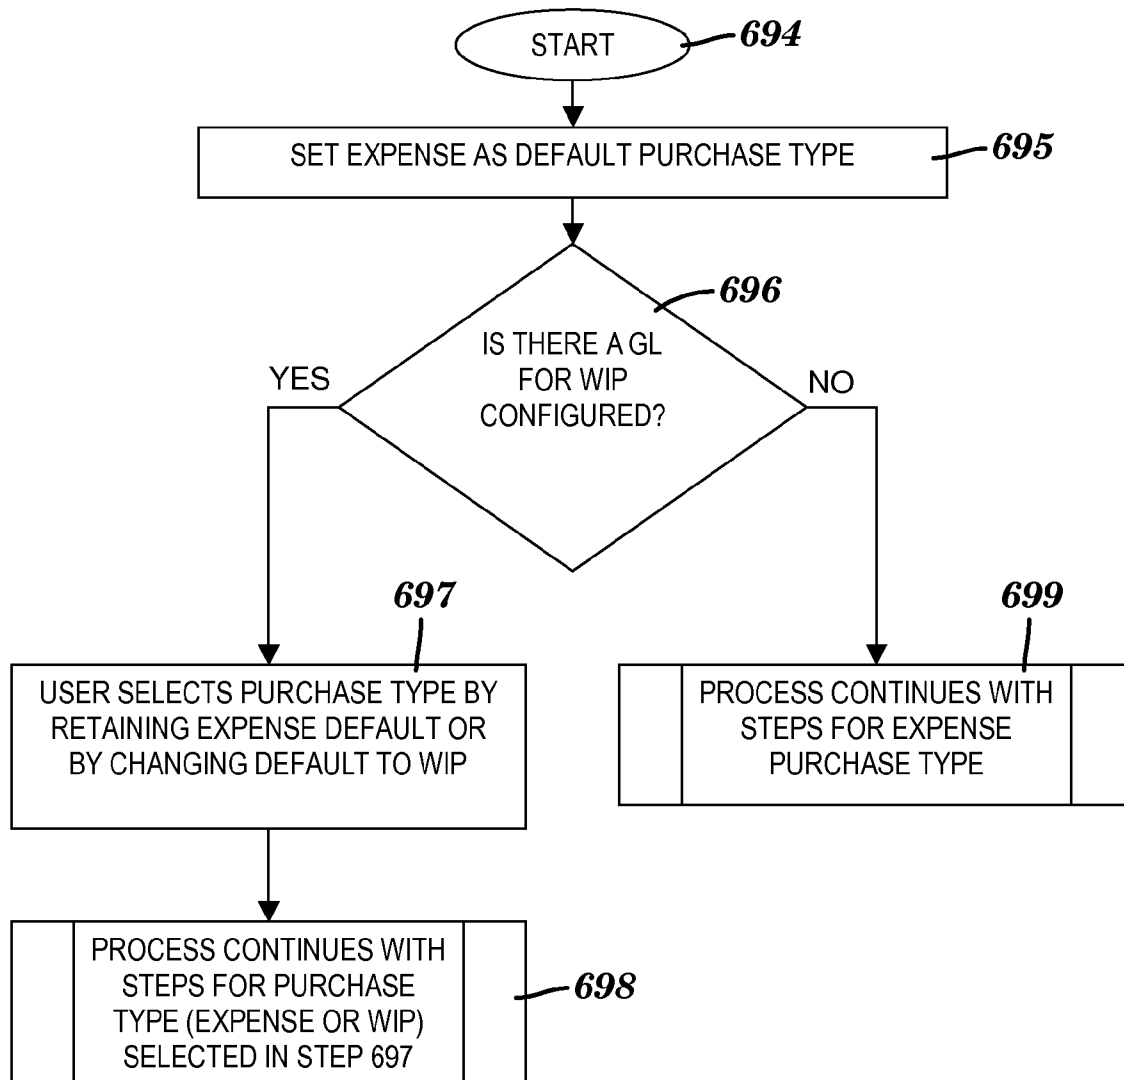 START
694
SET EXPENSE AS DEFAULT PURCHASE TYPE
695
696
IS THERE A GL
FOR WIP
CONFIGURED?
YES
NO
697
USER SELECTS PURCHASE TYPE BY
RETAINING EXPENSE DEFAULT OR
BY CHANGING DEFAULT TO WIP
699
PROCESS CONTINUES WITH
STEPS FOR EXPENSE
PURCHASE TYPE
PROCESS CONTINUES WITH
STEPS FOR PURCHASE
TYPE (EXPENSE OR WIP)
SELECTED IN STEP 697
698